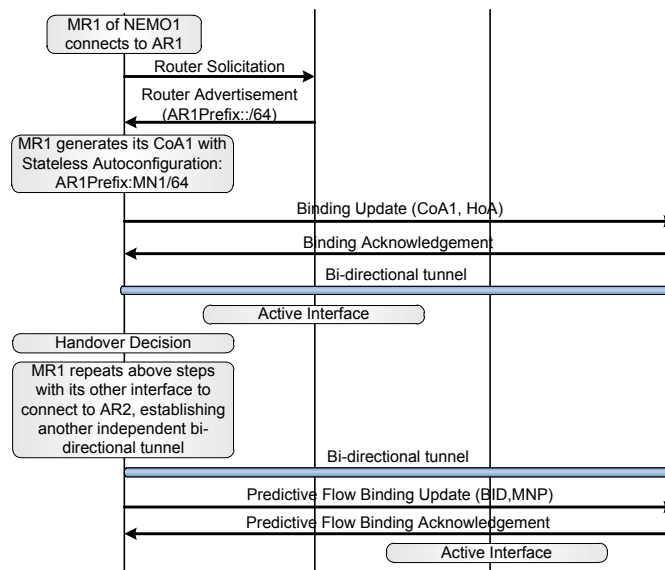 MR1 of NEMO1
connects to AR1
Router Solicitation
Router Advertisement
(AR1Prefix::/64)
MR1 generates its CoA1 with
Stateless Autoconfiguration:
AR1Prefix:MN1/64
Binding Update (CoA1, HoA)
Binding Acknowledgement
Bi-directional tunnel
Active Interface
Handover Decision
MR1 repeats above steps
with its other interface to
connect to AR2, establishing
another independent bi-
directional tunnel
Bi-directional tunnel
Predictive Flow Binding Update (BID,MNP)
Predictive Flow Binding Acknowledgement
Active Interface